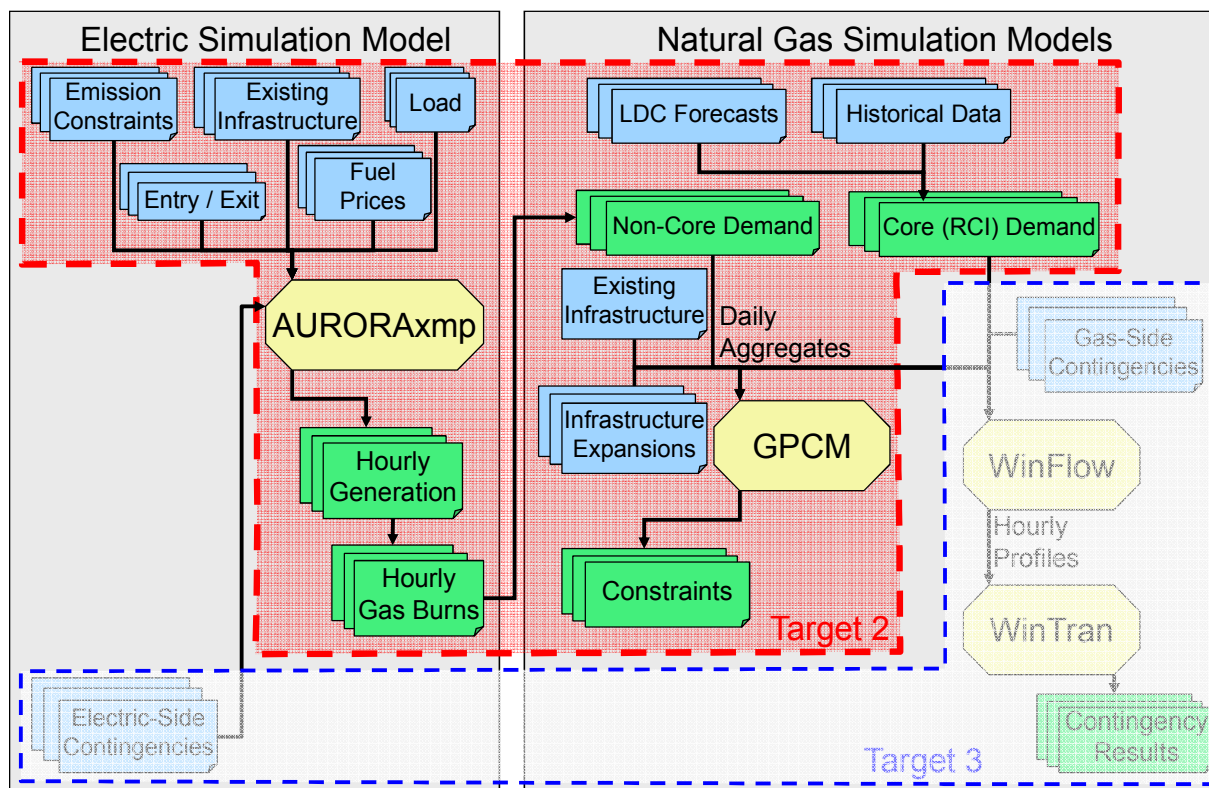 Electric Simulation Model
Natural Gas Simulation Models
Emission
Constraints
Existing
Infrastructure
Load
Entry / Exit
Fuel
Prices
LDC Forecasts
Historical Data
Non-Core Demand
Core (RCI) Demand
AURORAxmp
Existing
Infrastructure
Daily
Aggregates
Gas-Side
Contingencies
Hourly
Generation
Infrastructure
Expansions
GPCM
WinFlow
Hourly
Profiles
Hourly
Gas Burns
Constraints
WinTran
Target 2
Electric-Side
Contingencies
Contingency
Results
Target 3